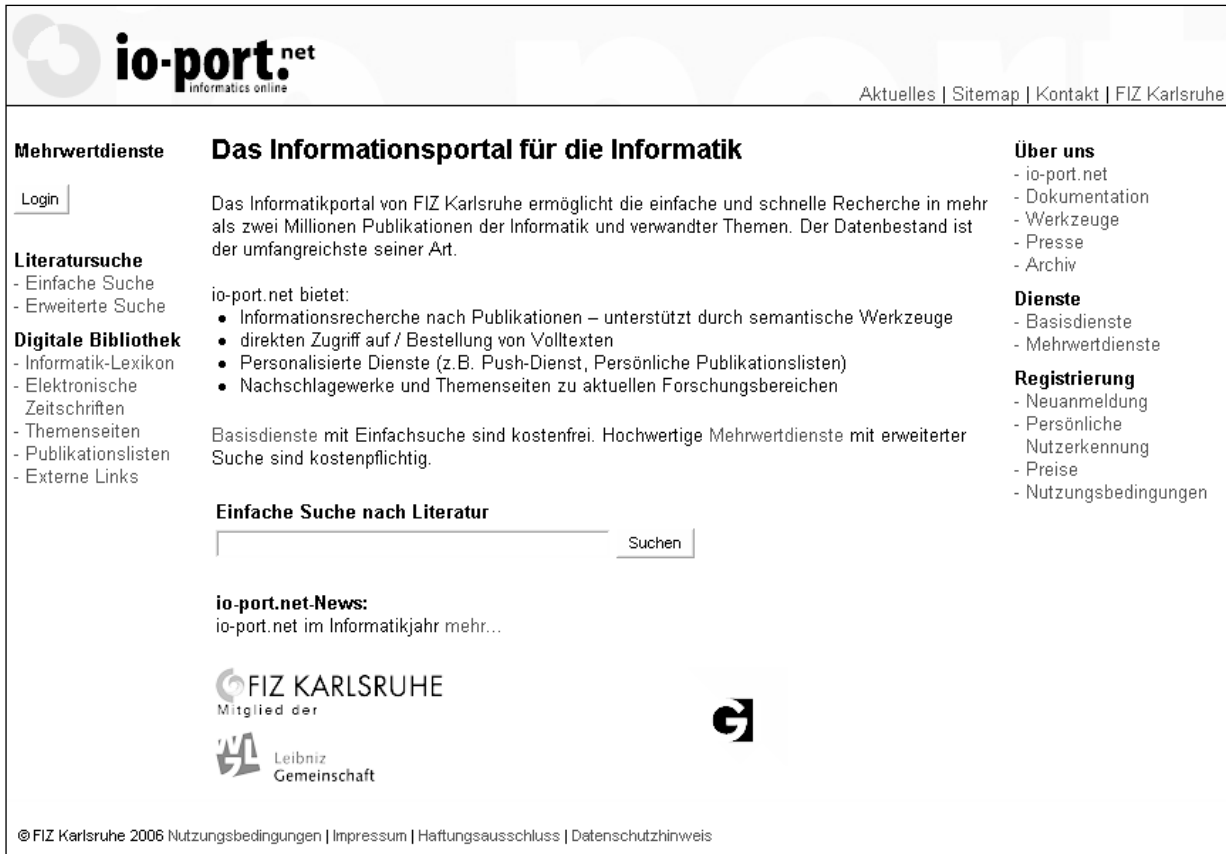 io-port.net
informatics online
Aktuelles | Sitemap | Kontakt | FIZ Karlsruhe
Mehrwertdienste
Login
Literatursuche
- Einfache Suche
- Erweiterte Suche
Digitale Bibliothek
- Informatik-Lexikon
- Elektronische
Zeitschriften
- Themenseiten
- Publikationslisten
- Externe Links
Das Informationsportal für die Informatik
Das Informatikportal von FIZ Karlsruhe ermöglicht die einfache und schnelle Recherche in mehr
als zwei Millionen Publikationen der Informatik und verwandter Themen. Der Datenbestand ist
der umfangreichste seiner Art.
io-port.net bietet:
• Informationsrecherche nach Publikationen – unterstützt durch semantische Werkzeuge
• direkten Zugriff auf / Bestellung von Volltexten
• Personalisierte Dienste (z.B. Push-Dienst, Persönliche Publikationslisten)
• Nachschlagewerke und Themenseiten zu aktuellen Forschungsbereichen
Basisdienste mit Einfachsuche sind kostenfrei. Hochwertige Mehrwertdienste mit erweiterter
Suche sind kostenpflichtig.
Einfache Suche nach Literatur
Suchen
io-port.net-News:
io-port.net im Informatikjahr mehr...
FIZ KARLSRUHE
Mitglied der
WGL
Leibniz
Gemeinschaft
GI
Über uns
- io-port.net
- Dokumentation
- Werkzeuge
- Presse
- Archiv
Dienste
- Basisdienste
- Mehrwertdienste
Registrierung
- Neuanmeldung
- Persönliche
Nutzerkennung
- Preise
- Nutzungsbedingungen
© FIZ Karlsruhe 2006 Nutzungsbedingungen | Impressum | Haftungsausschluss | Datenschutzhinweis